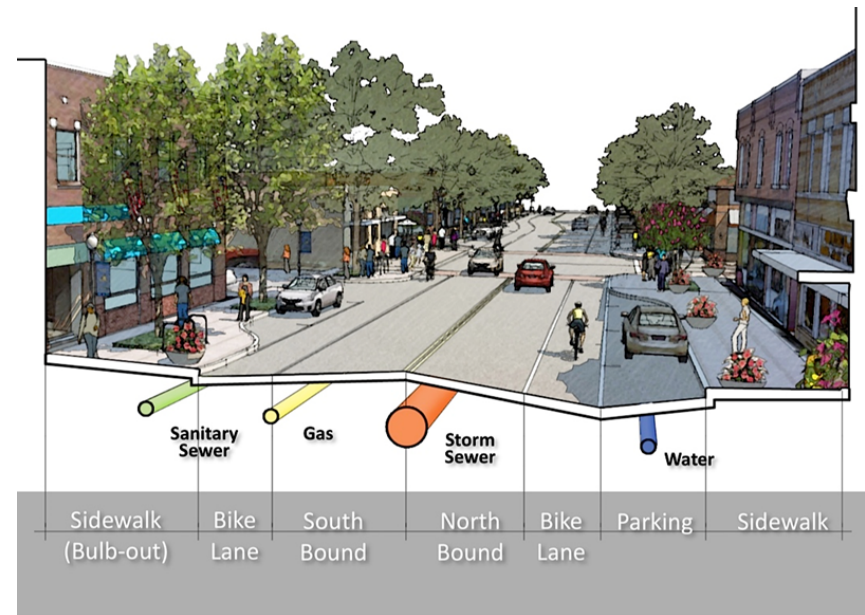 Sanitary
Sewer
Gas
Storm
Sewer
Water
Sidewalk
(Bulb-out)
Bike
Lane
South
Bound
North
Bound
Bike
Lane
Parking
Sidewalk